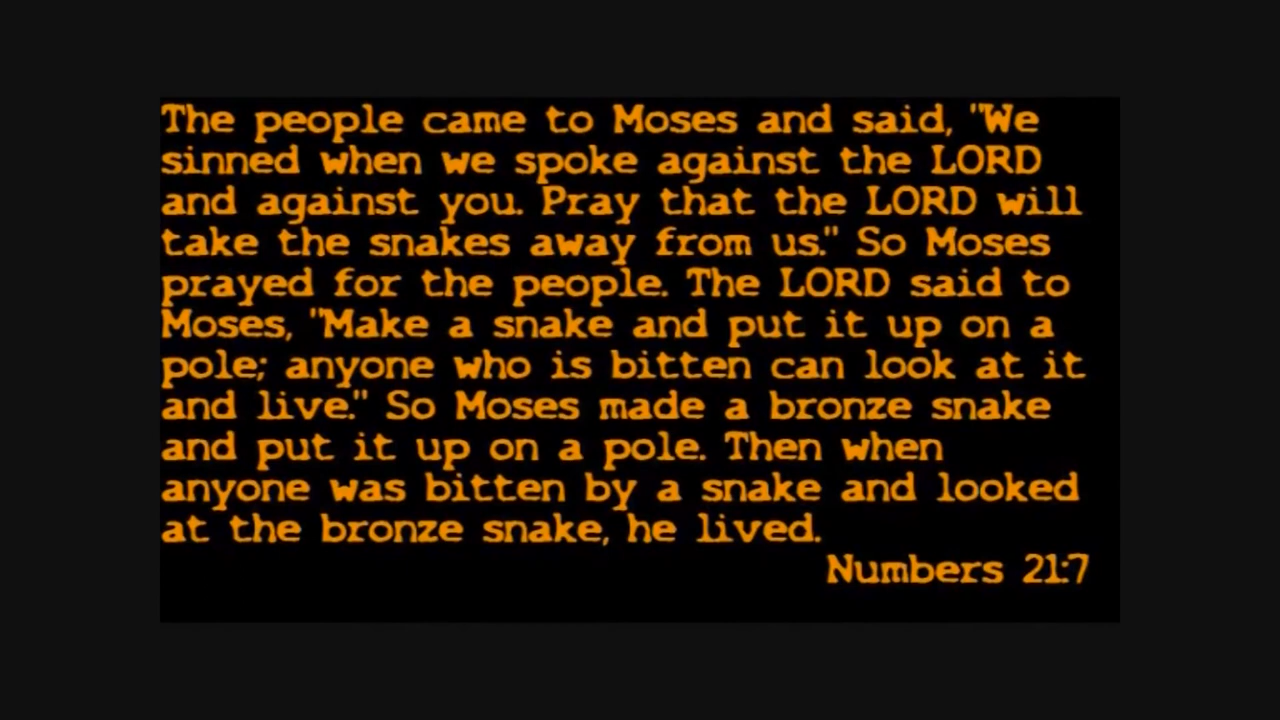 The people came to Moses and said, "We
sinned when we spoke against the LORD
and against you. Pray that the LORD will
take the snakes away from us." So Moses
prayed for the people. The LORD said to
Moses, "Make a snake and put it up on a
pole; anyone who is bitten can look at it
and live." So Moses made a bronze snake
and put it up on a pole. Then when
anyone was bitten by a snake and looked
at the bronze snake, he lived.
Numbers 21:7